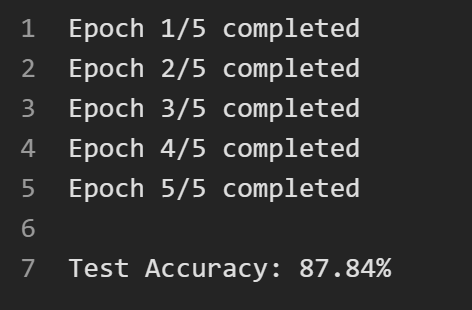 1 Epoch 1/5 completed
2 Epoch 2/5 completed
3 Epoch 3/5 completed
4 Epoch 4/5 completed
5 Epoch 5/5 completed
6
7 Test Accuracy: 87.84%